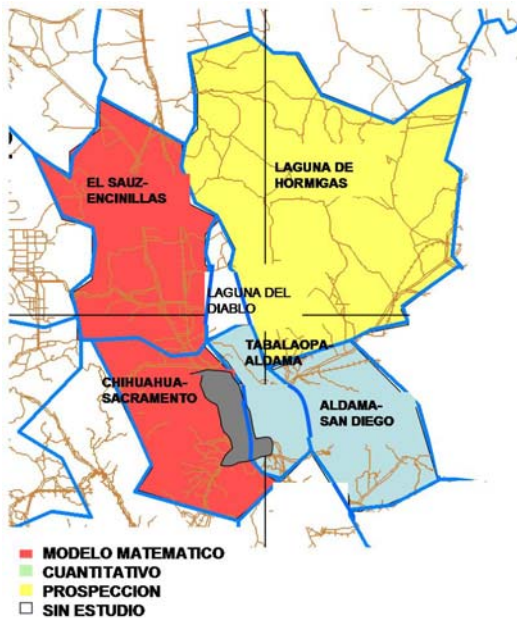 EL SAUZ-
ENCINILLAS
LAGUNA DE
HORMIGAS
LAGUNA DEL
DIABLO
TABALAOPA-
ALDAMA
CHIHUAHUA-
SACRAMENTO
ALDAMA-
SAN DIEGO
MODELO MATEMATICO
CUANTITATIVO
PROSPECCION
SIN ESTUDIO